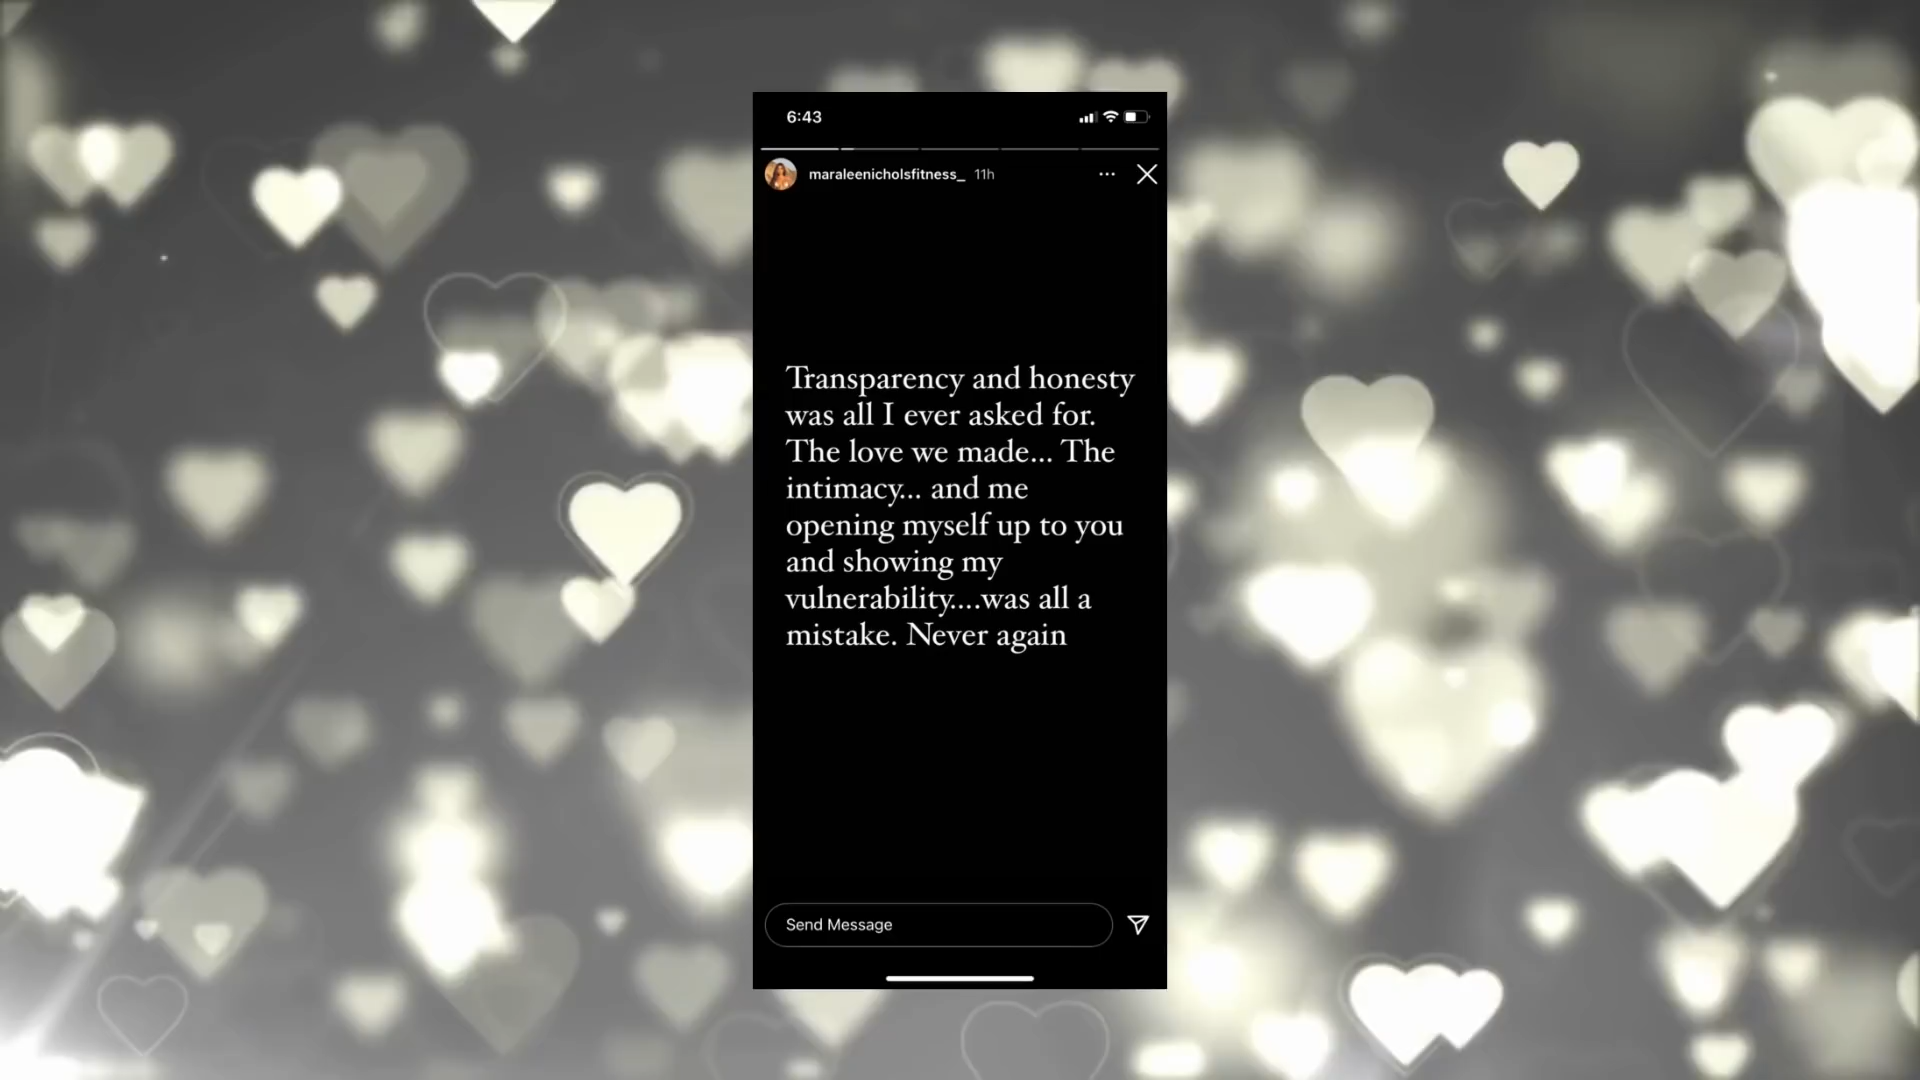 6:43
maraleenicholsfitness_ 11h
Transparency and honesty
was all I ever asked for.
The love we made... The
intimacy... and me
opening myself up to you
and showing my
vulnerability....was all a
mistake. Never again
Send Message